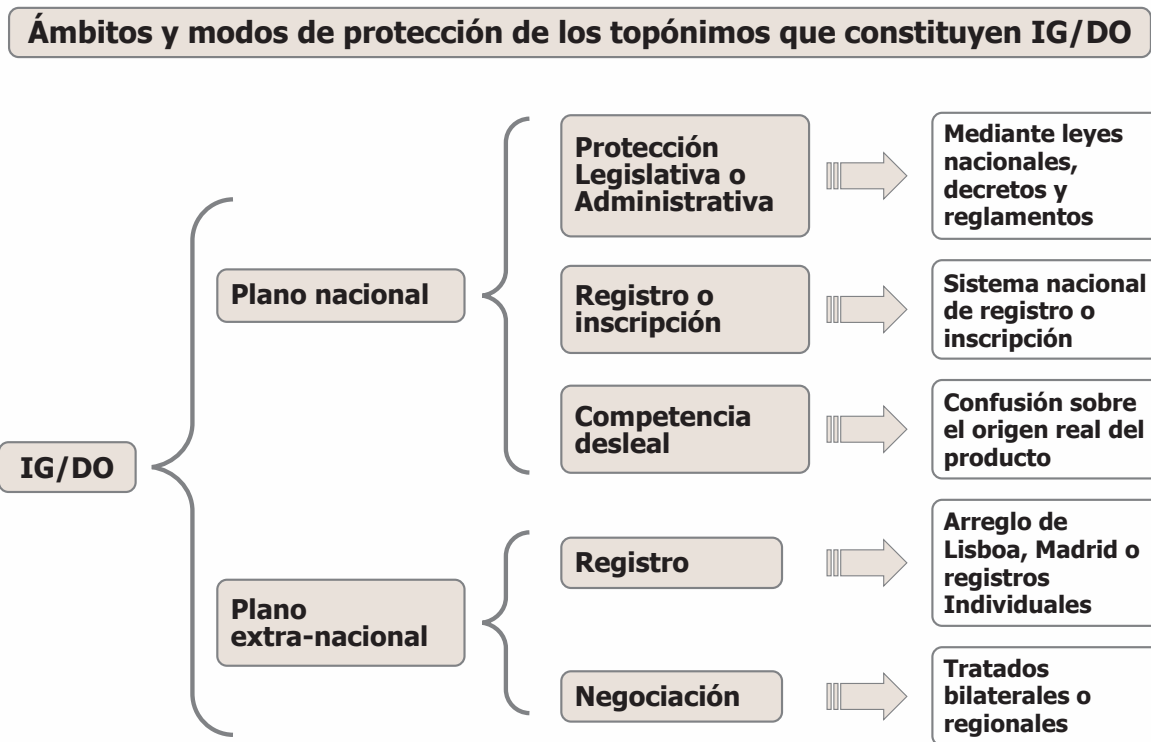 Ámbitos y modos de protección de los topónimos que constituyen IG/DO
IG/DO
Plano nacional
Protección
Legislativa o
Administrativa
Mediante leyes
nacionales,
decretos y
reglamentos
Registro o
inscripción
Sistema nacional
de registro o
inscripción
Competencia
desleal
Confusión sobre
el origen real del
producto
Plano
extra-nacional
Registro
Arreglo de
Lisboa, Madrid o
registros
Individuales
Negociación
Tratados
bilaterales o
regionales